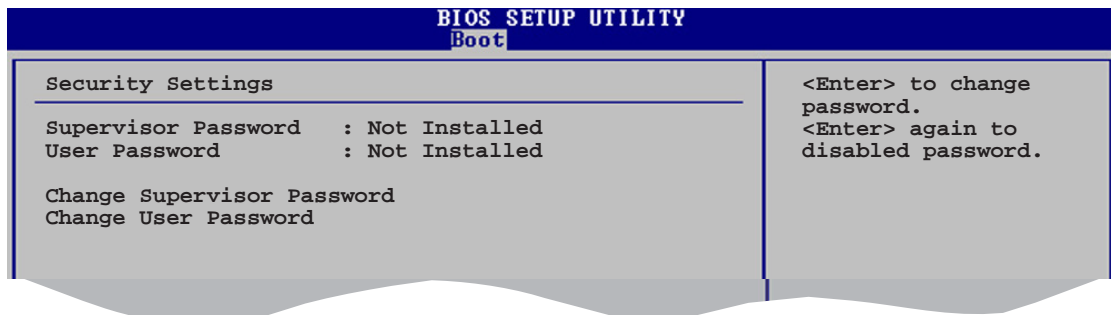 BIOS SETUP UTILITY
Boot
Security Settings
Supervisor Password : Not Installed
User Password : Not Installed
Change Supervisor Password
Change User Password
<Enter> to change
password.
<Enter> again to
disabled password.